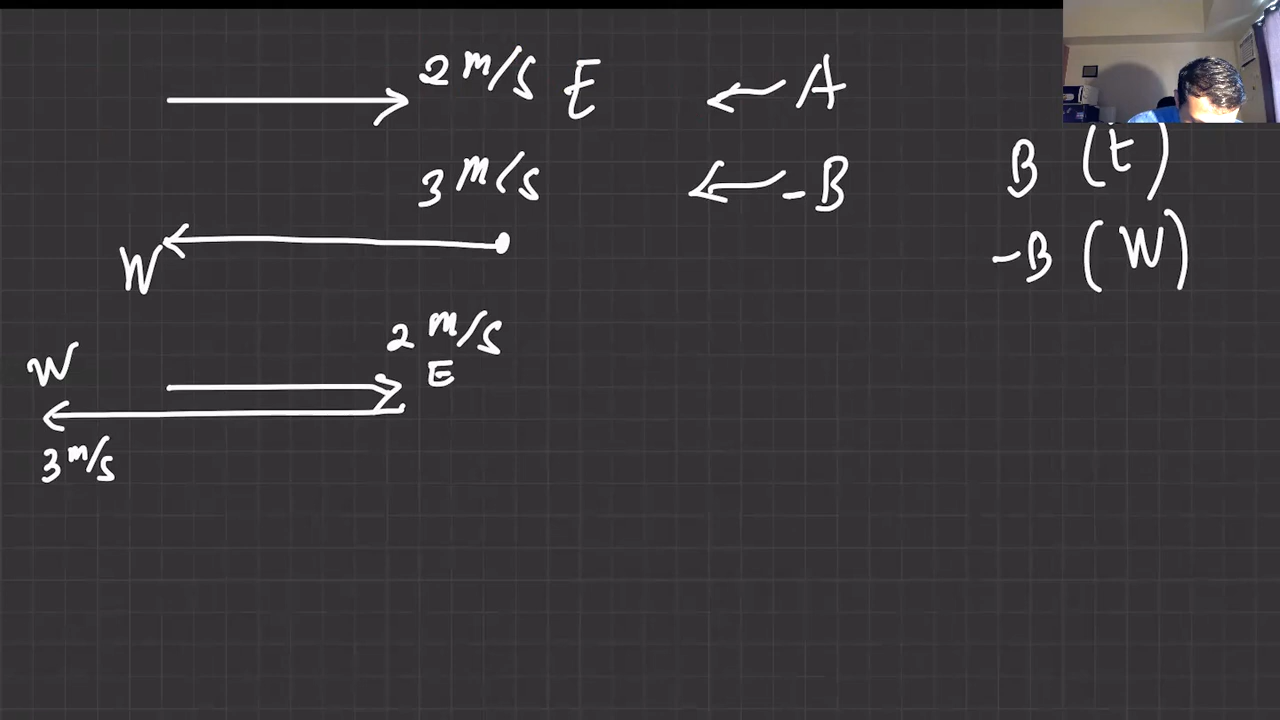 2 m/s E ← A
3 m/s ← -B
B (t)
W
-B (W)
2 m/s
W E
3 m/s